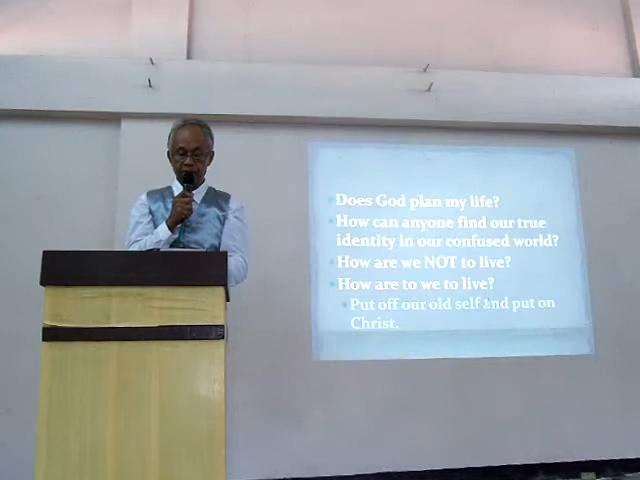 Does God plan my life?
How can anyone find our true
identity in our confused world?
How are we NOT to live?
How are to we to live?
Put off our old self and put on
Christ.